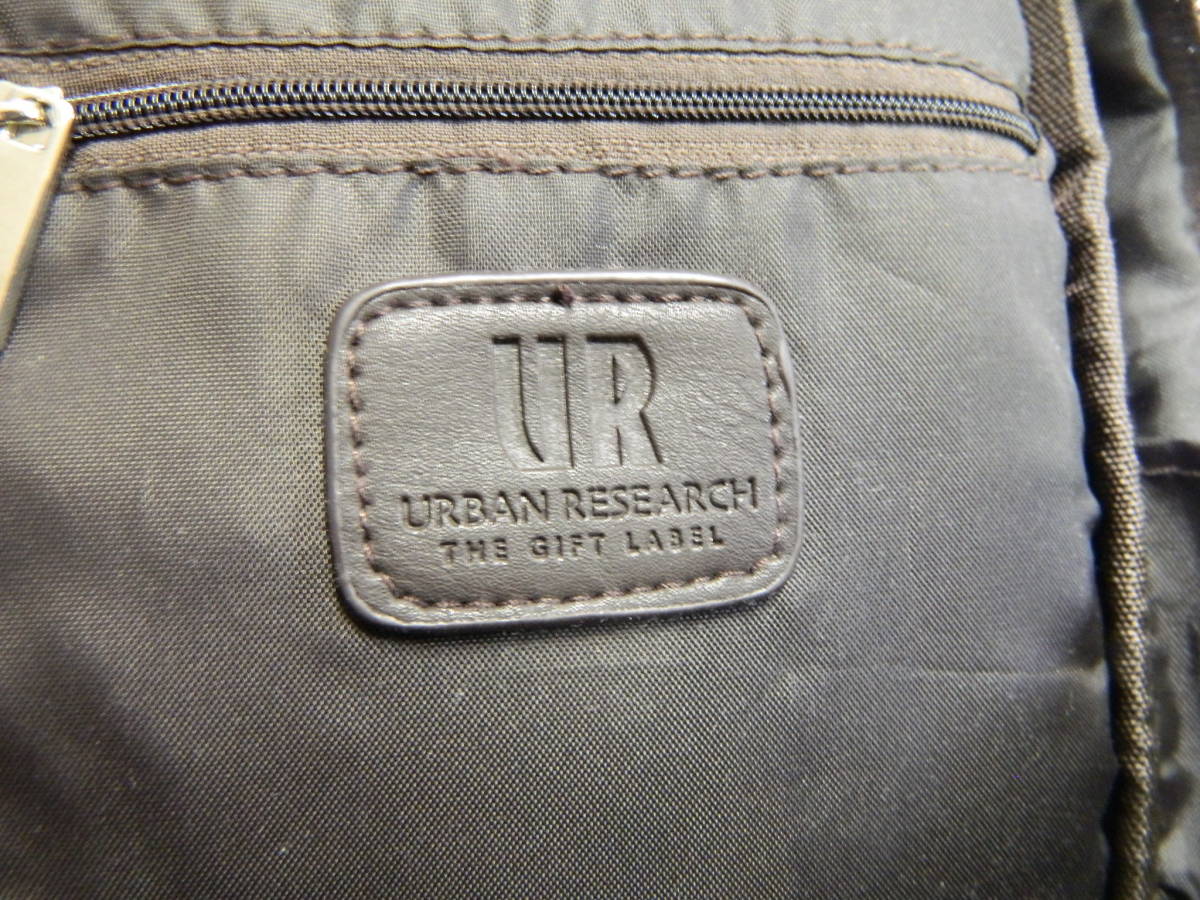 UR
URBAN RESEARCH
THE GIFT LABEL